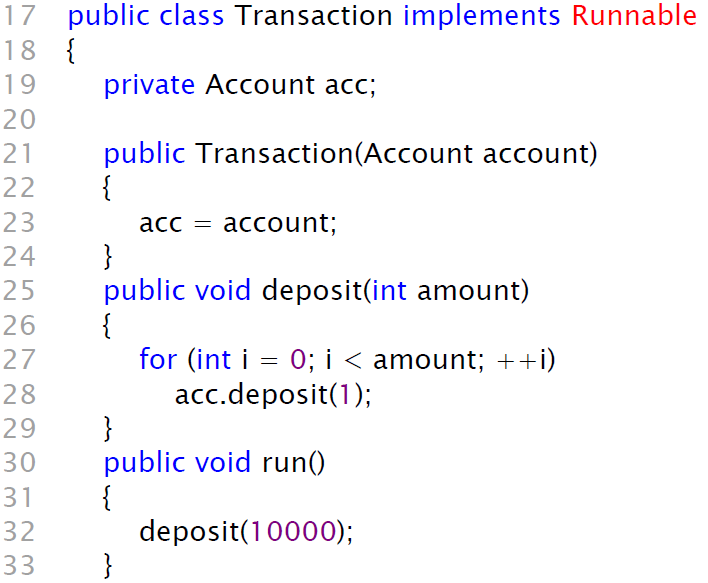 17 public class Transaction implements Runnable
18 {
19 private Account acc;
20
21 public Transaction(Account account)
22 {
23 acc = account;
24 }
25 public void deposit(int amount)
26 {
27 for (int i = 0; i < amount; ++i)
28 acc.deposit(1);
29 }
30 public void run()
31 {
32 deposit(10000);
33 }